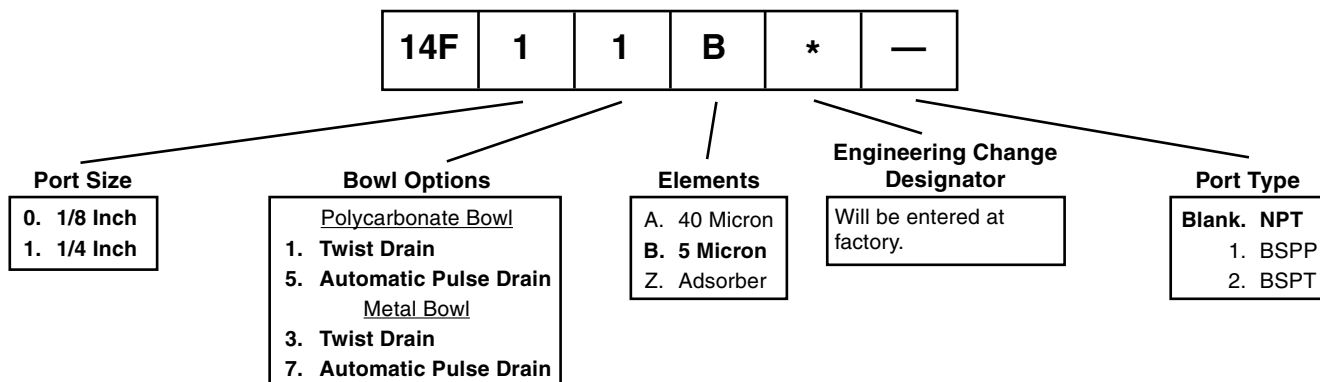 14F 1 1 B * —
Port Size
0. 1/8 Inch
1. 1/4 Inch
Bowl Options
Polycarbonate Bowl
1. Twist Drain
5. Automatic Pulse Drain
Metal Bowl
3. Twist Drain
7. Automatic Pulse Drain
Elements
A. 40 Micron
B. 5 Micron
Z. Adsorber
Engineering Change
Designator
Will be entered at
factory.
Port Type
Blank. NPT
1. BSPP
2. BSPT